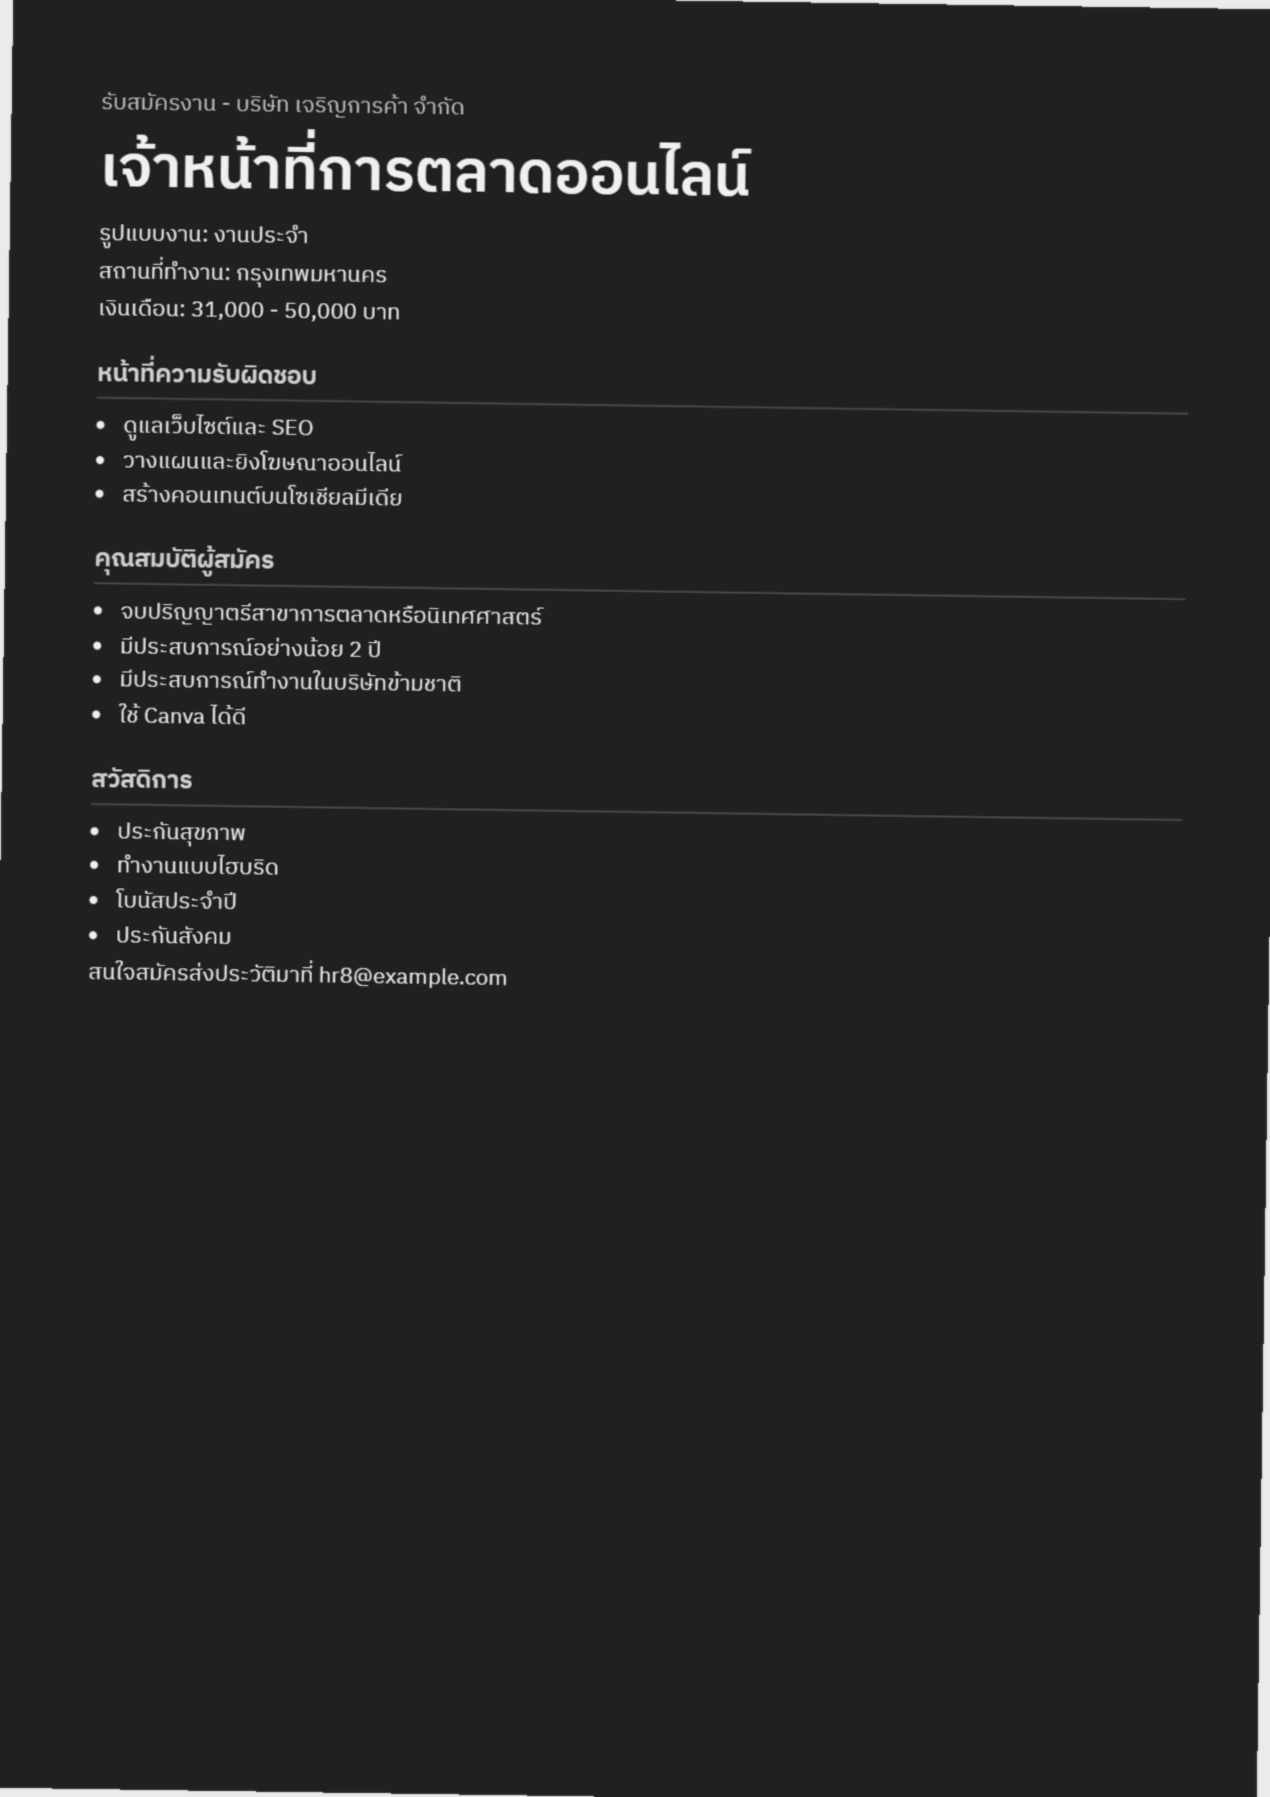 รับสมัครงาน - บริษัท เจริญการค้า จำกัด
เจ้าหน้าที่การตลาดออนไลน์
รูปแบบงาน: งานประจำ
สถานที่ทำงาน: กรุงเทพมหานคร
เงินเดือน: 31,000 - 50,000 บาท
หน้าที่ความรับผิดชอบ
• ดูแลเว็บไซต์และ SEO
• วางแผนและยิงโฆษณาออนไลน์
• สร้างคอนเทนต์บนโซเชียลมีเดีย
คุณสมบัติผู้สมัคร
• จบปริญญาตรีสาขาการตลาดหรือนิเทศศาสตร์
• มีประสบการณ์อย่างน้อย 2 ปี
• มีประสบการณ์ทำงานในบริษัทข้ามชาติ
• ใช้ Canva ได้ดี
สวัสดิการ
• ประกันสุขภาพ
• ทำงานแบบไฮบริด
• โบนัสประจำปี
• ประกันสังคม
สนใจสมัครส่งประวัติมาที่ hr8@example.com